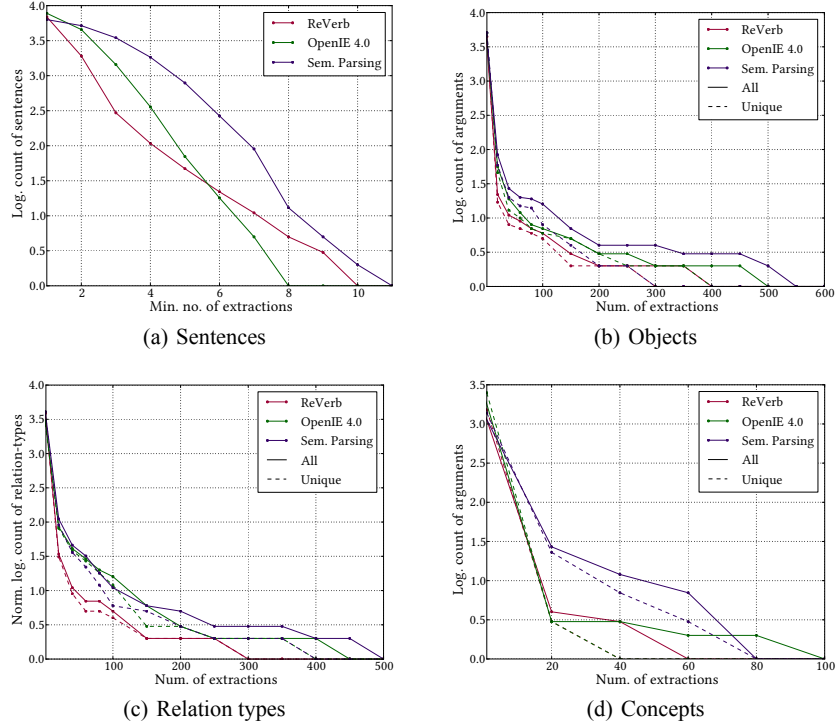 4.0
3.5
3.0
2.5
2.0
1.5
1.0
0.5
0.0
Log. count of sentences
2 4 6 8 10
Min. no. of extractions
ReVerb
OpenIE 4.0
Sem. Parsing
(a) Sentences
4.0
3.5
3.0
2.5
2.0
1.5
1.0
0.5
0.0
Log. count of arguments
100 200 300 400 500 600
Num. of extractions
ReVerb
OpenIE 4.0
Sem. Parsing
All
Unique
(b) Objects
4.0
3.5
3.0
2.5
2.0
1.5
1.0
0.5
0.0
Norm. log. count of relation-types
100 200 300 400 500
Num. of extractions
ReVerb
OpenIE 4.0
Sem. Parsing
All
Unique
(c) Relation types
3.5
3.0
2.5
2.0
1.5
1.0
0.5
0.0
Log. count of arguments
20 40 60 80 100
Num. of extractions
ReVerb
OpenIE 4.0
Sem. Parsing
All
Unique
(d) Concepts